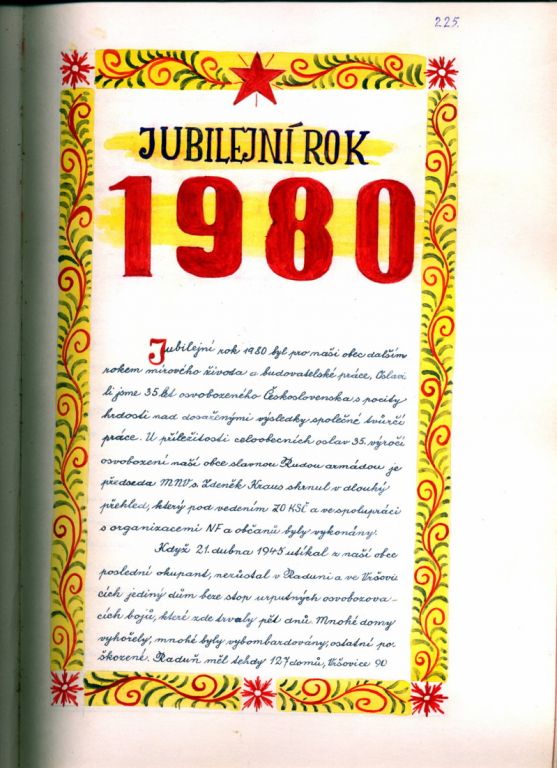 225.
JUBILEJNÍ ROK
1980
Jubilejní rok 1980 byl pro naši obec dalším
rokem mírového života a budovatelské práce, Oslavi
li jsme 35 let osvobozeného Československa s pocity
hrdosti nad dosaženými výsledky společné tvůrčí
práce. U příležitosti celoobecních oslav 35. výročí
osvobození naší obce slavnou Rudou armádou je
předseda MNV s. Zdeněk Kraus shrnul v dlouhý
přehled, který pod vedením ZO KSČ a ve spolupráci
s organizacemi NF a občanů byly vykonány.
Když 21. dubna 1945 utíkal z naší obce
poslední okupant, nezůstal v Raduni a ve Vršovi
cích jediný dům beze stop urputných osvobozova-
cích bojů, které zde trvaly pět dnů. Mnohé domy
vyhořely, mnohé byly vybombardovány, ostatní po.
škozené. Raduň měl tehdy 127 domů, Vršovice 90